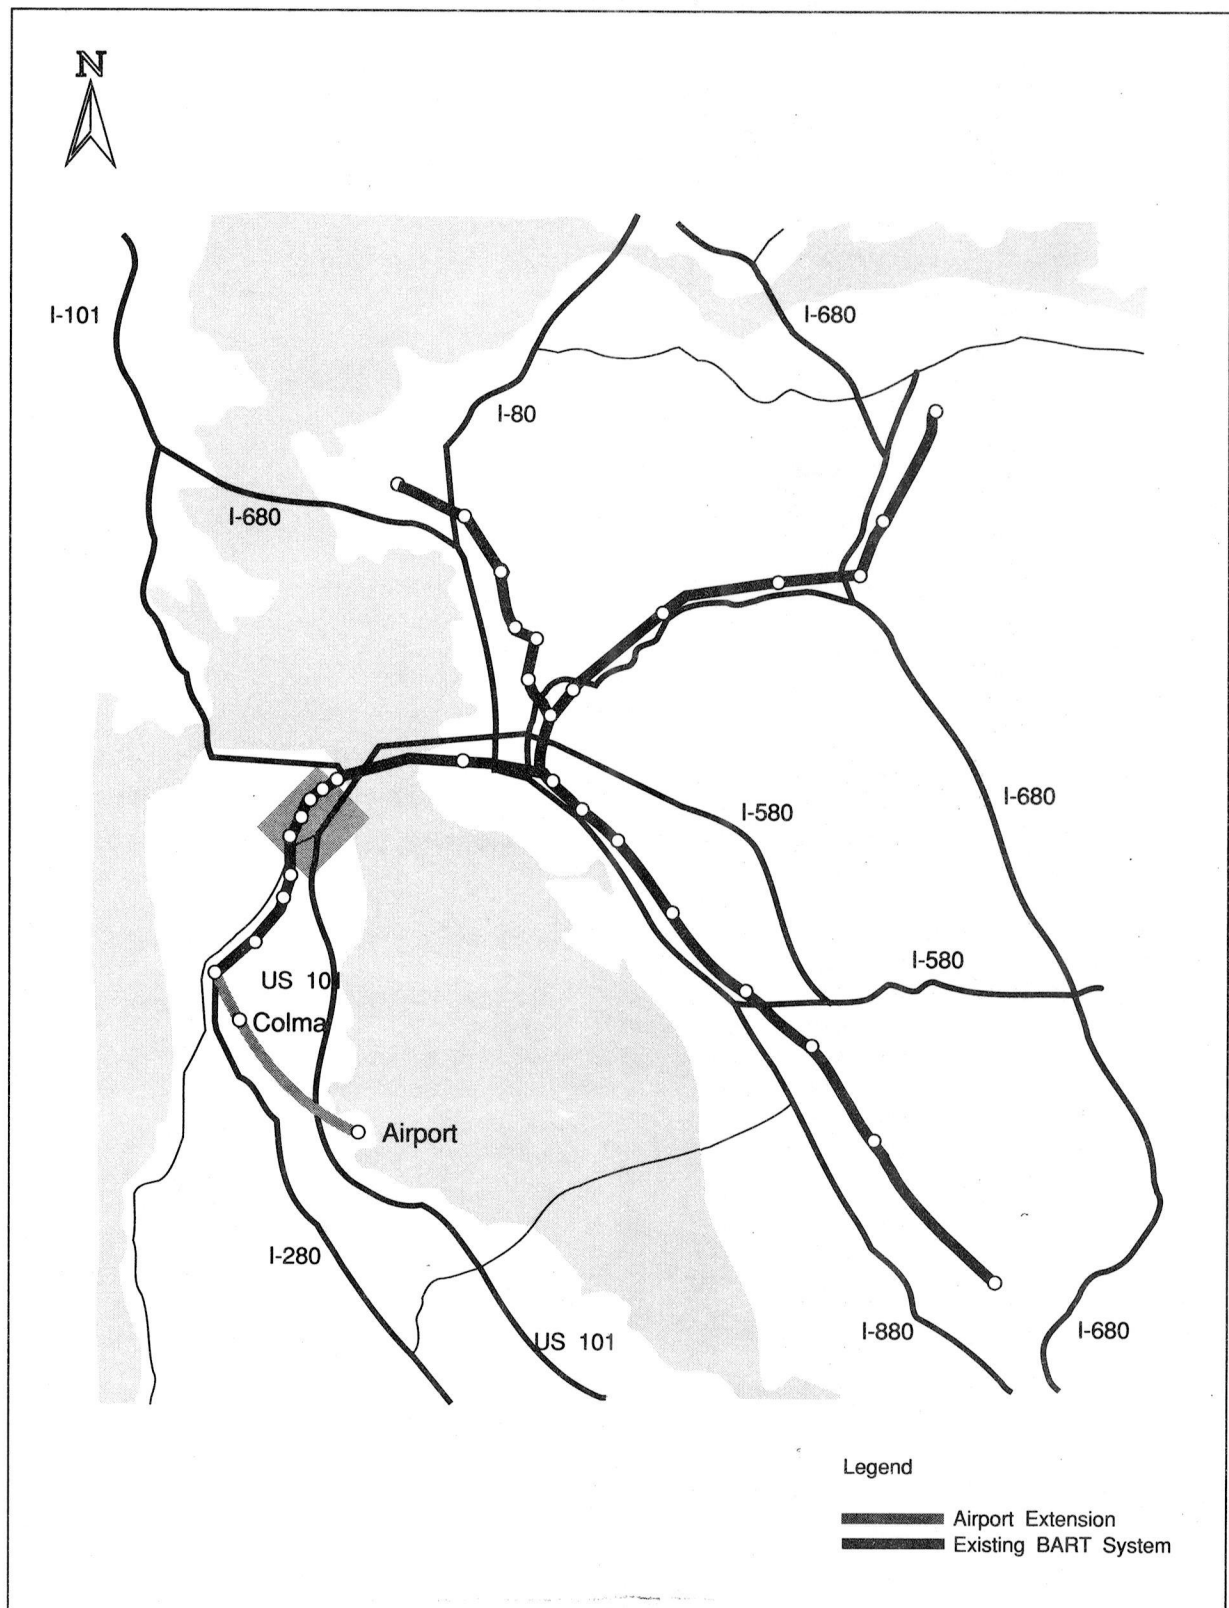 N
I-101
I-680
I-80
I-680
I-580
I-680
I-580
US 101
Colma
Airport
I-280
US 101
I-880
I-680
Legend
Airport Extension
Existing BART System